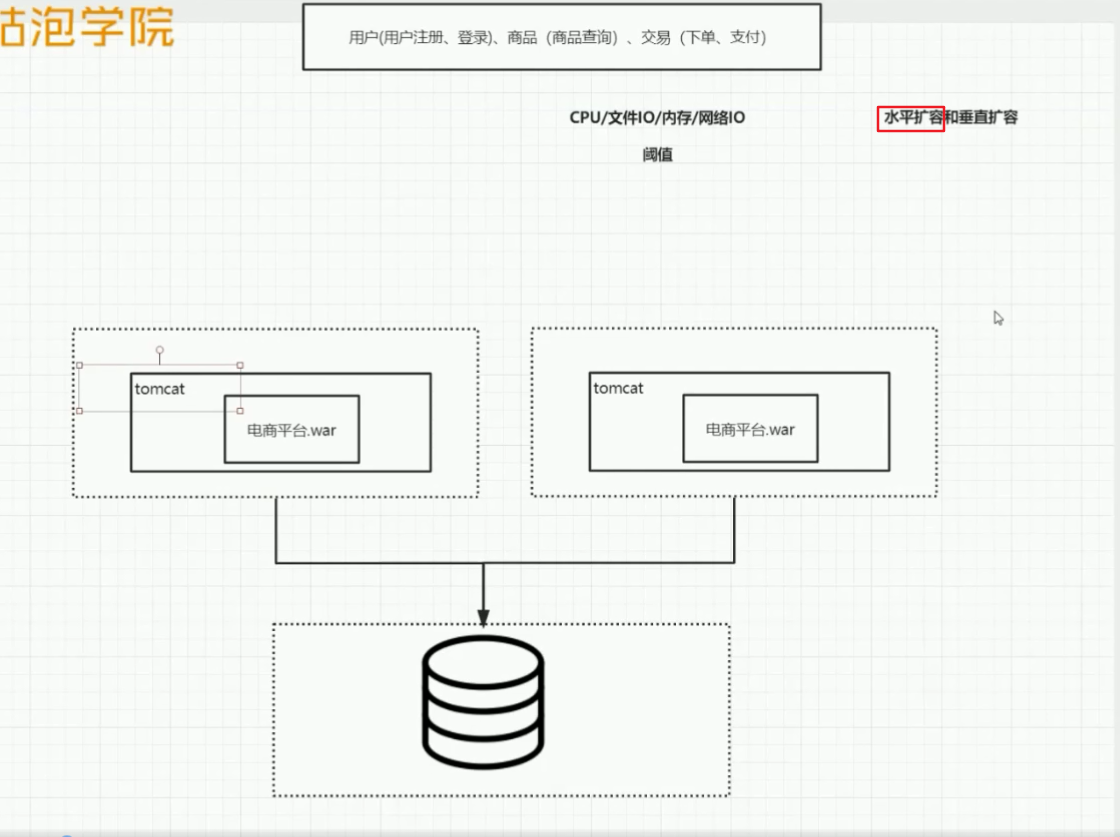 咕泡学院
用户(用户注册、登录)、商品（商品查询）、交易（下单、支付）
CPU/文件IO/内存/网络IO
水平扩容和垂直扩容
阈值
tomcat
电商平台.war
tomcat
电商平台.war